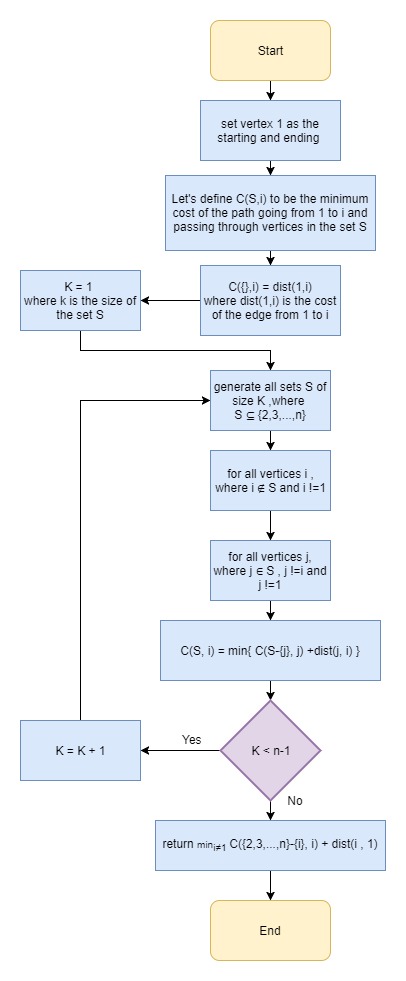 Start
set vertex 1 as the
starting and ending
Let's define C(S,i) to be the minimum
cost of the path going from 1 to i and
passing through vertices in the set S
C({},i) = dist(1,i)
where dist(1,i) is the cost
of the edge from 1 to i
K = 1
where k is the size of
the set S
generate all sets S of
size K ,where
S ⊆ {2,3,...,n}
for all vertices i ,
where i ∉ S and i !=1
for all vertices j,
where j ∈ S , j !=i and
j !=1
C(S, i) = min{ C(S-{j}, j) +dist(j, i) }
K < n-1
Yes
K = K + 1
No
return min_{i≠1} C({2,3,...,n}-{i}, i) + dist(i , 1)
End